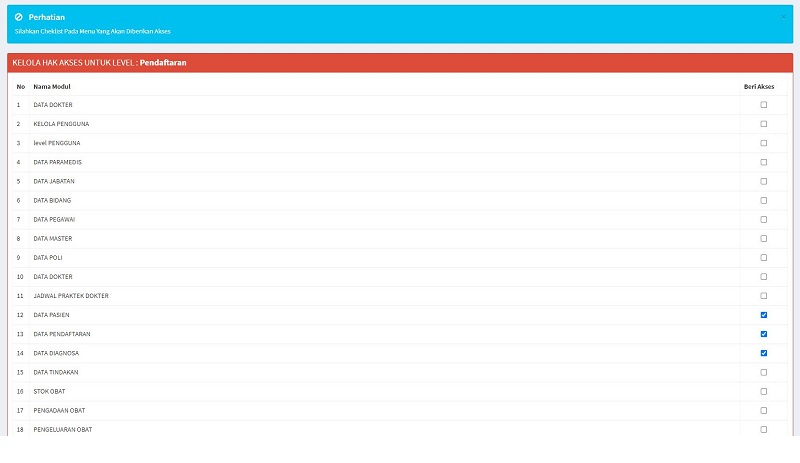 Perhatian
Silahkan Cheklist Pada Menu Yang Akan Diberikan Akses
KELOLA HAK AKSES UNTUK LEVEL : Pendaftaran
No Nama Modul Beri Akses
1 DATA DOKTER
2 KELOLA PENGGUNA
3 level PENGGUNA
4 DATA PARAMEDIS
5 DATA JABATAN
6 DATA BIDANG
7 DATA PEGAWAI
8 DATA MASTER
9 DATA POLI
10 DATA DOKTER
11 JADWAL PRAKTEK DOKTER
12 DATA PASIEN
13 DATA PENDAFTARAN
14 DATA DIAGNOSA
15 DATA TINDAKAN
16 STOK OBAT
17 PENGADAAN OBAT
18 PENGELUARAN OBAT